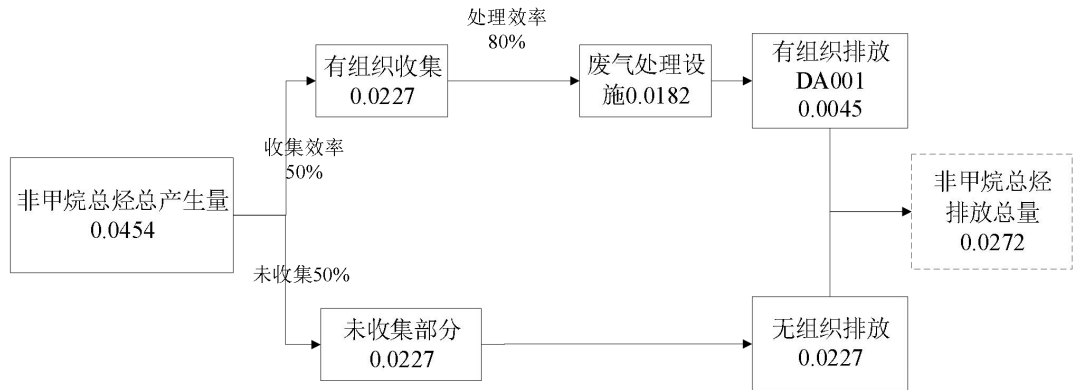 处理效率
80%
有组织收集
0.0227
废气处理设
施0.0182
有组织排放
DA001
0.0045
收集效率
50%
非甲烷总烃总产生量
0.0454
非甲烷总烃
排放总量
0.0272
未收集50%
未收集部分
0.0227
无组织排放
0.0227